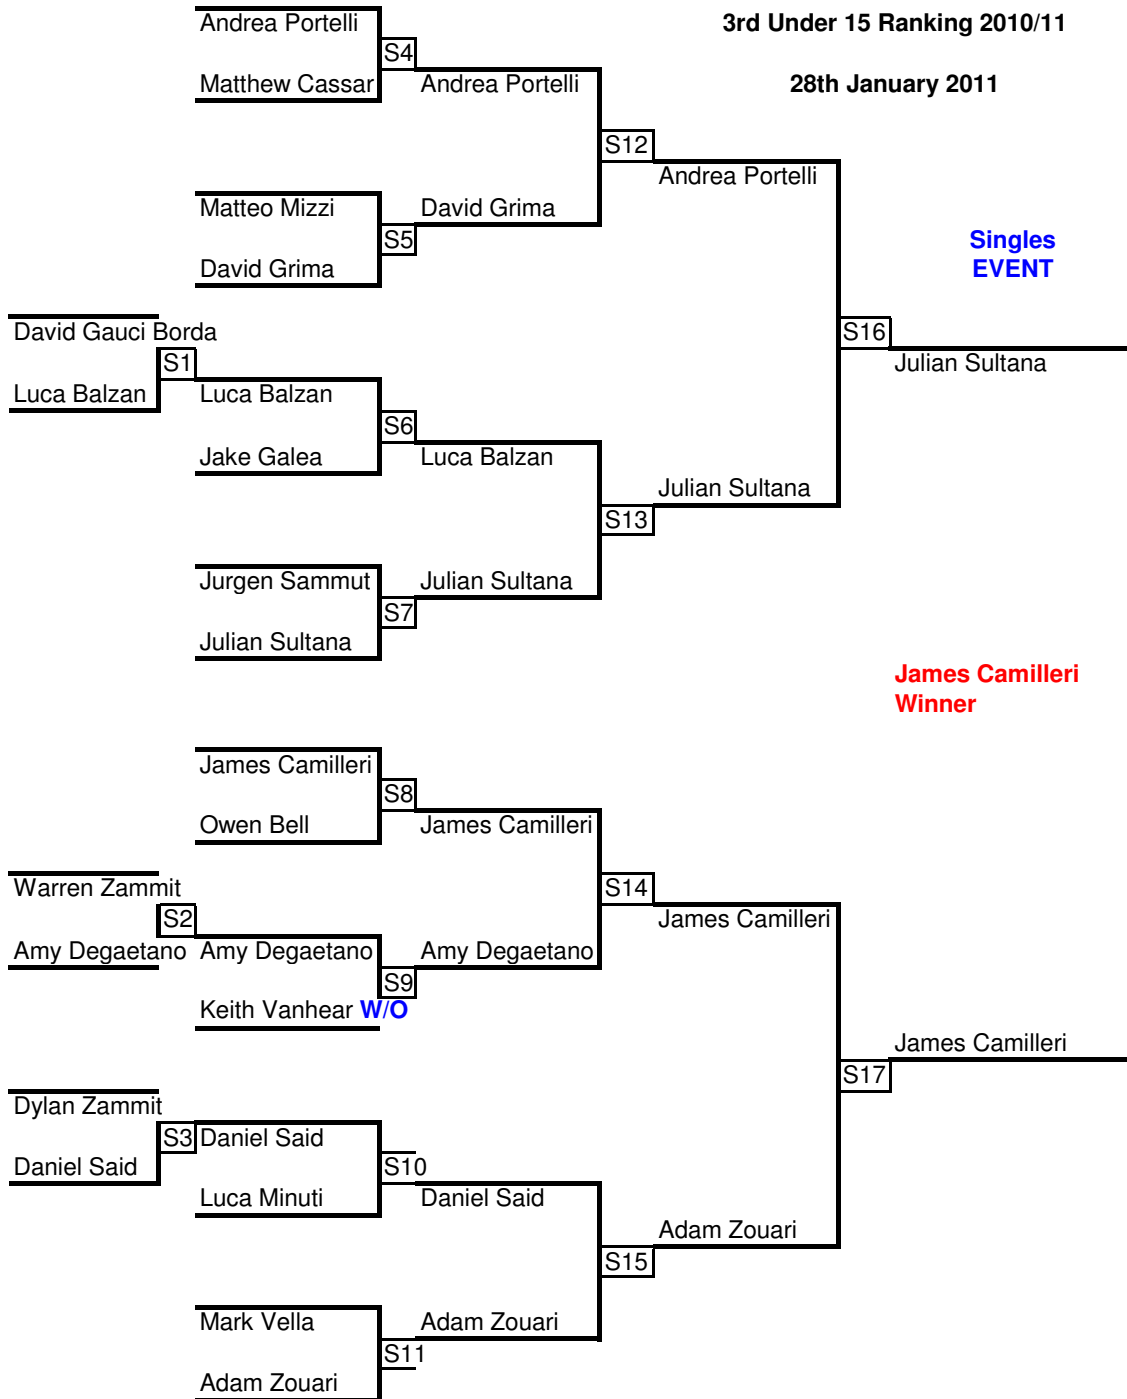 Andrea Portelli
3rd Under 15 Ranking 2010/11
S4
Matthew Cassar
Andrea Portelli
28th January 2011
S12
Andrea Portelli
Matteo Mizzi
David Grima
S5
Singles
EVENT
David Grima
David Gauci Borda
S16
S1
Julian Sultana
Luca Balzan
Luca Balzan
S6
Jake Galea
Luca Balzan
Julian Sultana
S13
Jurgen Sammut
Julian Sultana
S7
Julian Sultana
James Camilleri
Winner
James Camilleri
S8
Owen Bell
James Camilleri
Warren Zammit
S14
S2
James Camilleri
Amy Degaetano
Amy Degaetano
Amy Degaetano
S9
Keith Vanhear W/O
James Camilleri
S17
Dylan Zammit
S3
Daniel Said
Daniel Said
S10
Luca Minuti
Daniel Said
Adam Zouari
S15
Mark Vella
Adam Zouari
S11
Adam Zouari